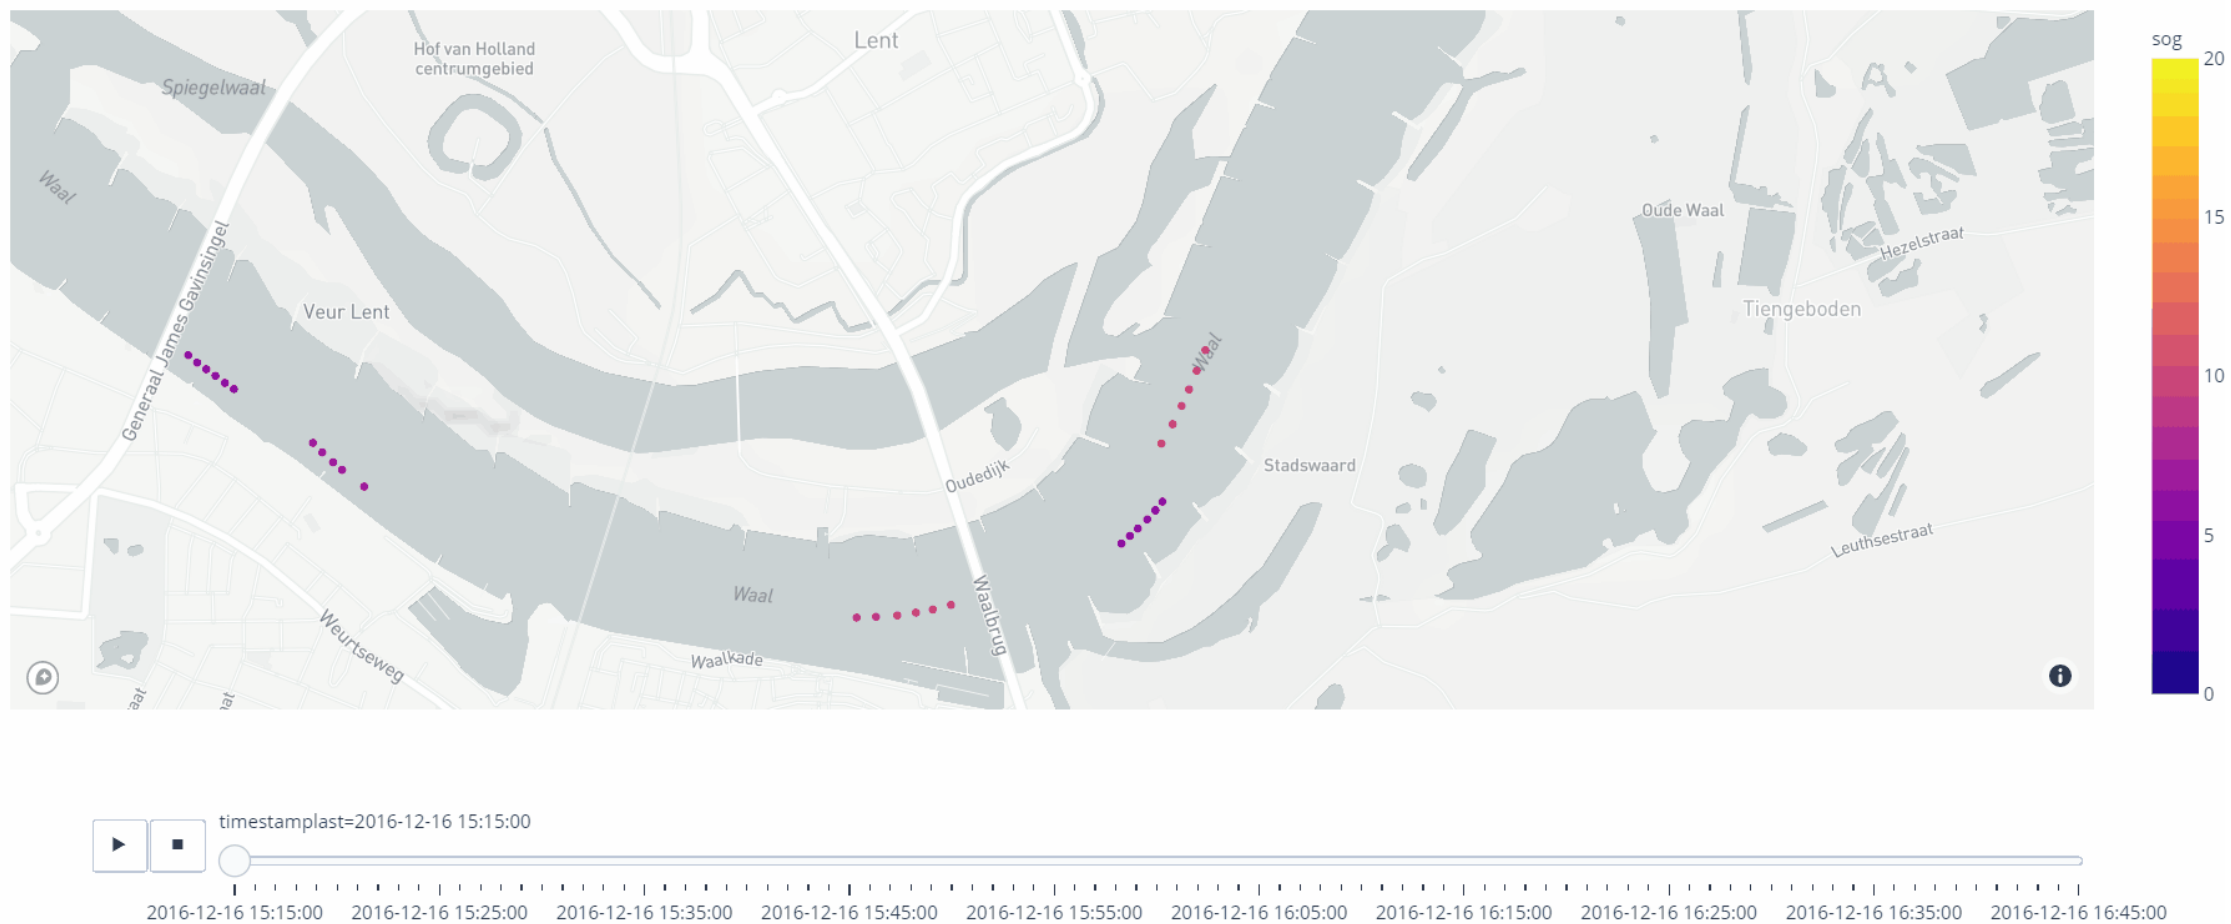 Hof van Holland
centrumgebied
Lent
sog
20
Spiegelwaal
Waal
Oude Waal
Hezelstraat
15
Generaal James Gavinsingel
Veur Lent
Tiengeboden
Waal
10
Oudedijk
Stadswaard
Leuthsestraat
5
Waal
Waalbrug
Weurtseweg
Waalkade
aat
aat
0
timestamplast=2016-12-16 15:15:00
2016-12-16 15:15:00
2016-12-16 15:25:00
2016-12-16 15:35:00
2016-12-16 15:45:00
2016-12-16 15:55:00
2016-12-16 16:05:00
2016-12-16 16:15:00
2016-12-16 16:25:00
2016-12-16 16:35:00
2016-12-16 16:45:00